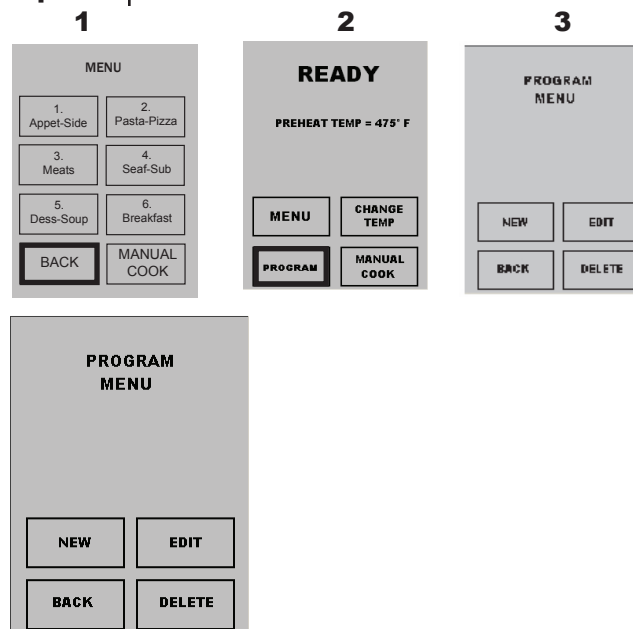 1
MENU
1.
Appet-Side
2.
Pasta-Pizza
3.
Meats
4.
Seaf-Sub
5.
Dess-Soup
6.
Breakfast
BACK
MANUAL
COOK
2
READY
PREHEAT TEMP = 475° F
MENU
CHANGE
TEMP
PROGRAM
MANUAL
COOK
3
PROGRAM
MENU
NEW
EDIT
BACK
DELETE
PROGRAM
MENU
NEW
EDIT
BACK
DELETE